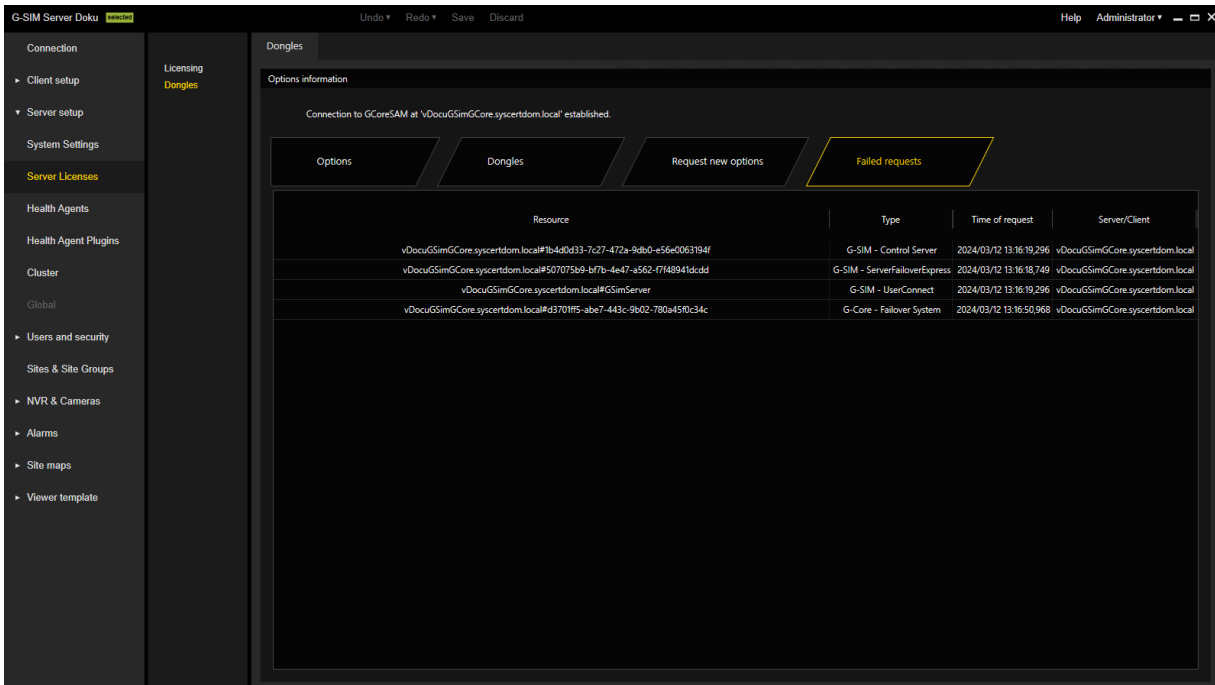 G-SIM Server Doku selected
Undo Redo Save Discard
Help Administrator
Connection
Client setup
Server setup
System Settings
Server Licenses
Health Agents
Health Agent Plugins
Cluster
Global
Users and security
Sites & Site Groups
NVR & Cameras
Alarms
Site maps
Viewer template
Licensing
Dongles
Dongles
Options information
Connection to GCoreSAM at 'vDocuGSimGCore.syscertdom.local' established.
Options Dongles Request new options Failed requests
Resource Type Time of request Server/Client
vDocuGSimGCore.syscertdom.local#1b4d0d33-7c27-472a-9db0-e56e0063194f G-SIM - Control Server 2024/03/12 13:16:19,296 vDocuGSimGCore.syscertdom.local
vDocuGSimGCore.syscertdom.local#507075b9-bf7b-4e47-a562-f7f48941dcdd G-SIM - ServerFailoverExpress 2024/03/12 13:16:18,749 vDocuGSimGCore.syscertdom.local
vDocuGSimGCore.syscertdom.local#GSimServer G-SIM - UserConnect 2024/03/12 13:16:19,296 vDocuGSimGCore.syscertdom.local
vDocuGSimGCore.syscertdom.local#d3701ff5-abe7-443c-9b02-780a45f0c34c G-Core - Failover System 2024/03/12 13:16:50,968 vDocuGSimGCore.syscertdom.local